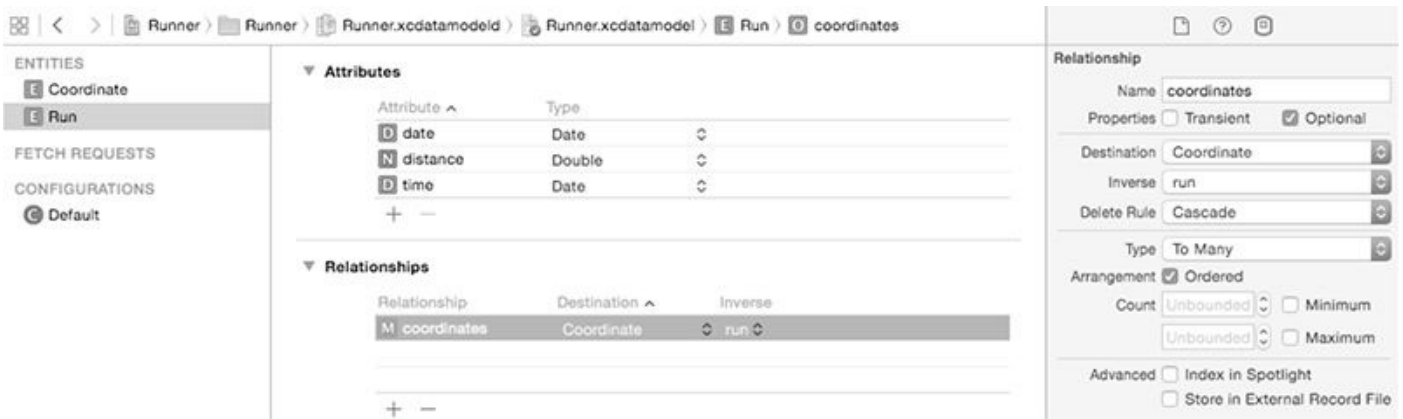 Runner Runner Runner.xcdatamodeld Runner.xcdatamodel E Run O coordinates
ENTITIES
E Coordinate
E Run
FETCH REQUESTS
CONFIGURATIONS
C Default
Attributes
Attribute Type
D date Date
N distance Double
D time Date
+ −
Relationships
Relationship Destination Inverse
M coordinates Coordinate run
+ −
Relationship
Name coordinates
Properties Transient Optional
Destination Coordinate
Inverse run
Delete Rule Cascade
Type To Many
Arrangement Ordered
Count Unbounded Minimum
Unbounded Maximum
Advanced Index in Spotlight
Store in External Record File